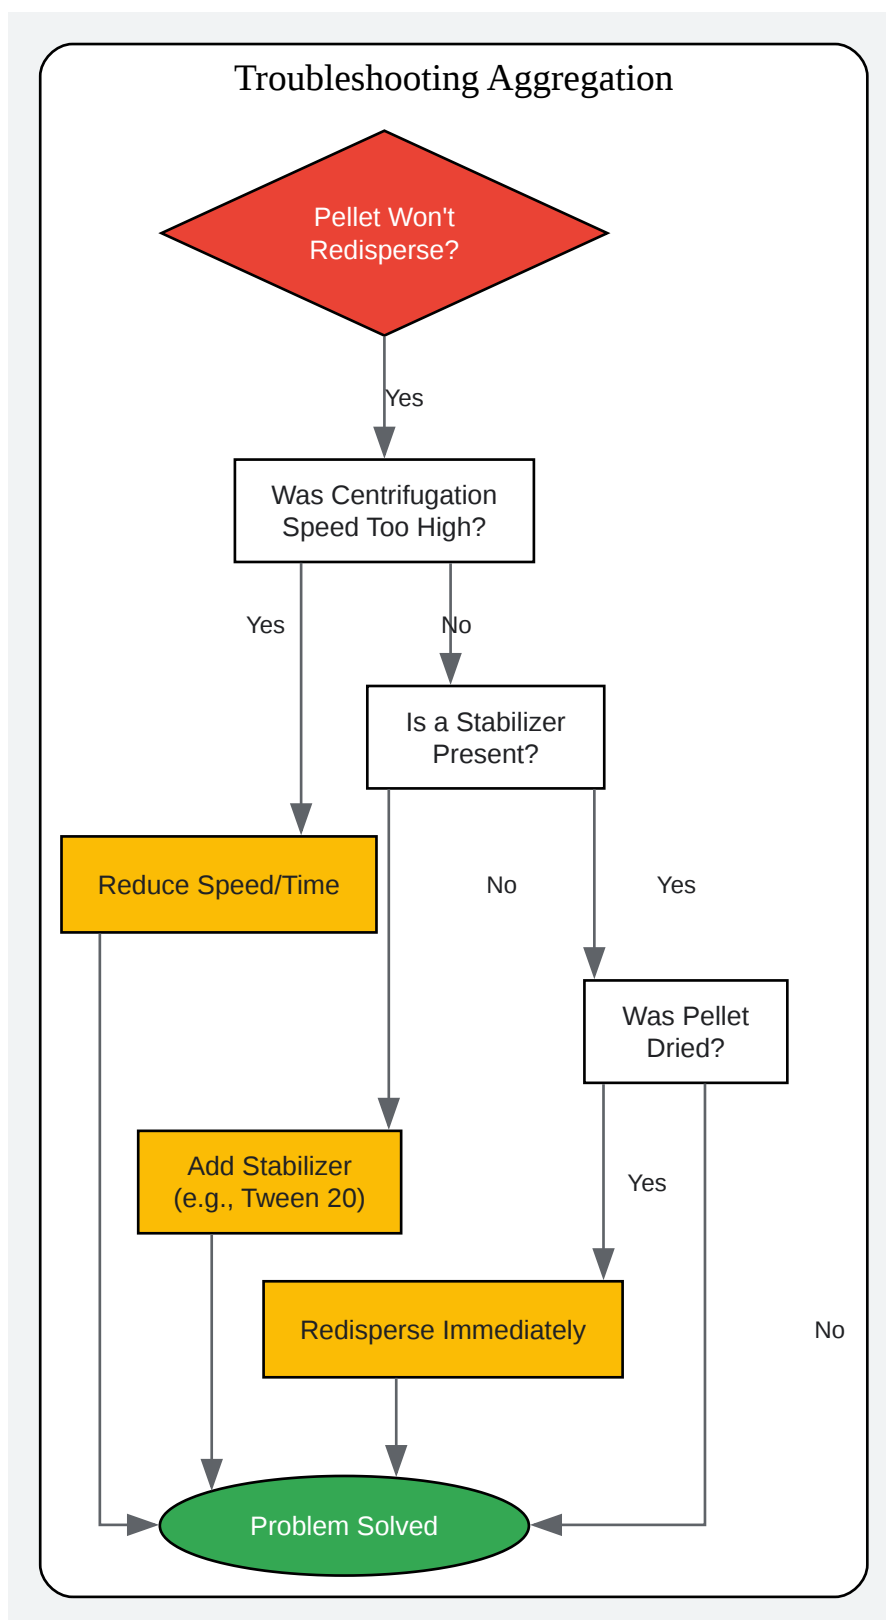 Troubleshooting Aggregation
Pellet Won't
Redisperse?
Yes
Was Centrifugation
Speed Too High?
Yes
No
Is a Stabilizer
Present?
Reduce Speed/Time
No
Yes
Was Pellet
Dried?
Add Stabilizer
(e.g., Tween 20)
Yes
Redisperse Immediately
No
Problem Solved